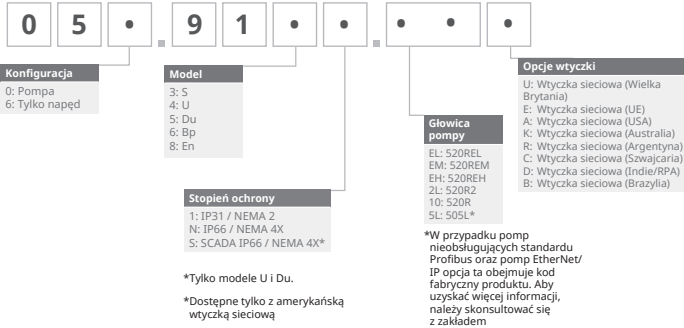 0 5 • . 9 1 • • . • • •
Konfiguracja
0: Pompa
6: Tylko napęd
Model
3: S
4: U
5: Du
6: Bp
8: En
Stopień ochrony
1: IP31 / NEMA 2
N: IP66 / NEMA 4X
S: SCADA IP66 / NEMA 4X*
*Tylko modele U i Du.
*Dostępne tylko z amerykańską
wtyczką sieciową
Głowica
pompy
EL: 520REL
EM: 520REM
EH: 520REH
2L: 520R2
10: 520R
5L: 505L*
*W przypadku pomp
nieobsługujących standardu
Profibus oraz pomp EtherNet/
IP opcja ta obejmuje kod
fabryczny produktu. Aby
uzyskać więcej informacji,
należy skonsultować się
z zakładem
Opcje wtyczki
U: Wtyczka sieciowa (Wielka
Brytania)
E: Wtyczka sieciowa (UE)
A: Wtyczka sieciowa (USA)
K: Wtyczka sieciowa (Australia)
R: Wtyczka sieciowa (Argentyna)
C: Wtyczka sieciowa (Szwajcaria)
D: Wtyczka sieciowa (Indie/RPA)
B: Wtyczka sieciowa (Brazylia)